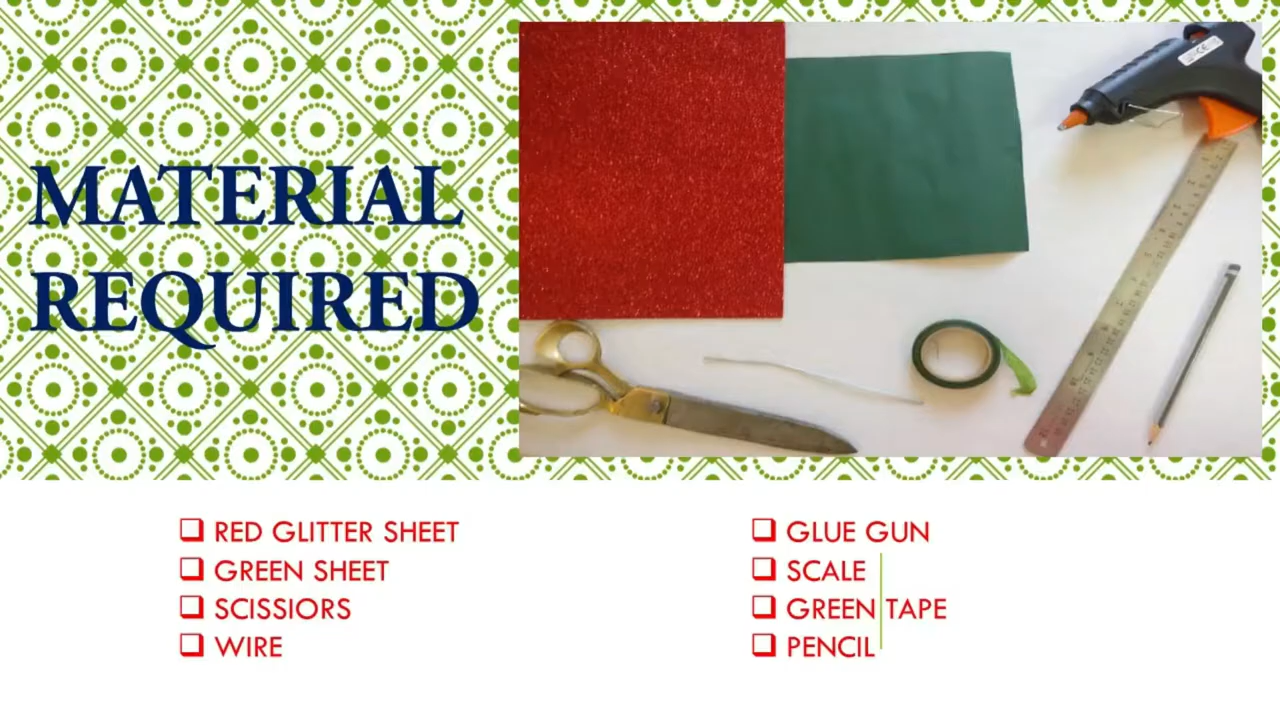 MATERIAL
REQUIRED
❑ RED GLITTER SHEET
❑ GREEN SHEET
❑ SCISSIORS
❑ WIRE
❑ GLUE GUN
❑ SCALE
❑ GREEN TAPE
❑ PENCIL